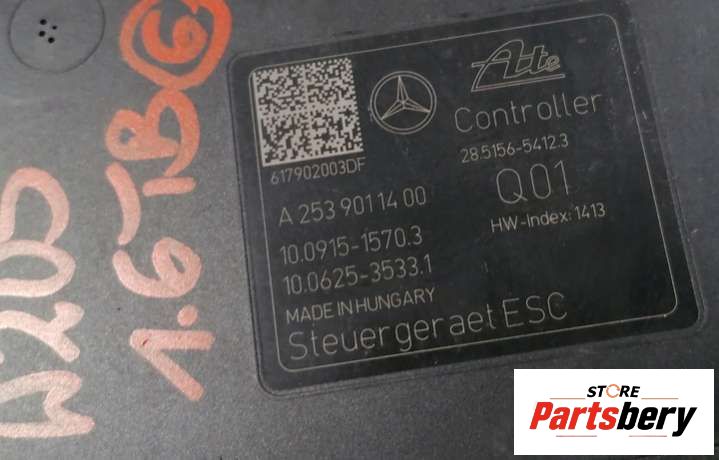 W205
1.6TB G
Ate
Controller
617902003DF
28.5156-5412.3
A 253 901 14 00
Q01
HW-Index:1413
10.0915-1570.3
10.0625-3533.1
MADE IN HUNGARY
Steuergeraet ESC
STORE
Partsbery